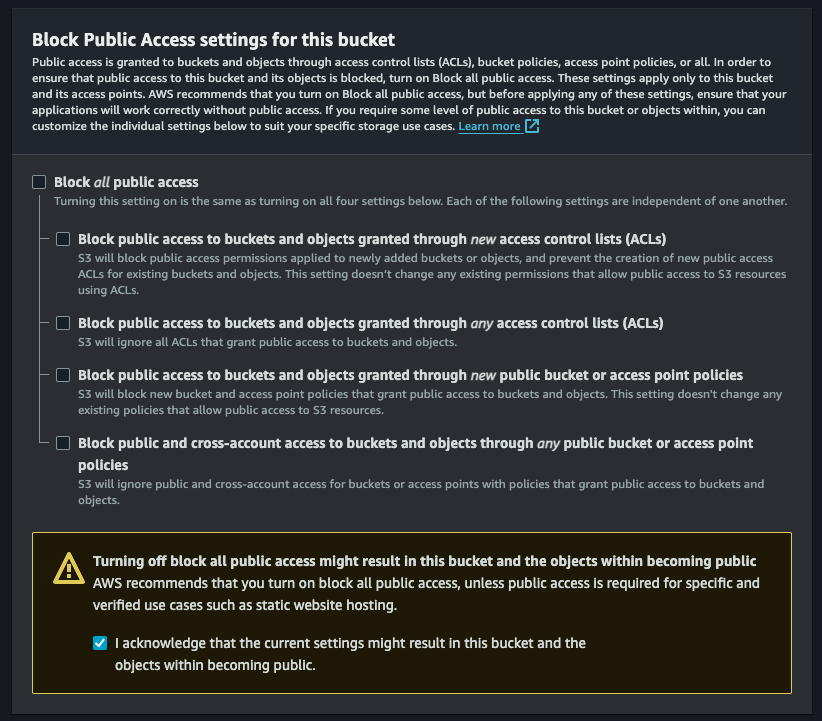 Block Public Access settings for this bucket
Public access is granted to buckets and objects through access control lists (ACLs), bucket policies, access point policies, or all. In order to
ensure that public access to this bucket and its objects is blocked, turn on Block all public access. These settings apply only to this bucket
and its access points. AWS recommends that you turn on Block all public access, but before applying any of these settings, ensure that your
applications will work correctly without public access. If you require some level of public access to this bucket or objects within, you can
customize the individual settings below to suit your specific storage use cases. Learn more
Block all public access
Turning this setting on is the same as turning on all four settings below. Each of the following settings are independent of one another.
Block public access to buckets and objects granted through new access control lists (ACLs)
S3 will block public access permissions applied to newly added buckets or objects, and prevent the creation of new public access
ACLs for existing buckets and objects. This setting doesn't change any existing permissions that allow public access to S3 resources
using ACLs.
Block public access to buckets and objects granted through any access control lists (ACLs)
S3 will ignore all ACLs that grant public access to buckets and objects.
Block public access to buckets and objects granted through new public bucket or access point policies
S3 will block new bucket and access point policies that grant public access to buckets and objects. This setting doesn't change any
existing policies that allow public access to S3 resources.
Block public and cross-account access to buckets and objects through any public bucket or access point
policies
S3 will ignore public and cross-account access for buckets or access points with policies that grant public access to buckets and
objects.
Turning off block all public access might result in this bucket and the objects within becoming public
AWS recommends that you turn on block all public access, unless public access is required for specific and
verified use cases such as static website hosting.
I acknowledge that the current settings might result in this bucket and the
objects within becoming public.